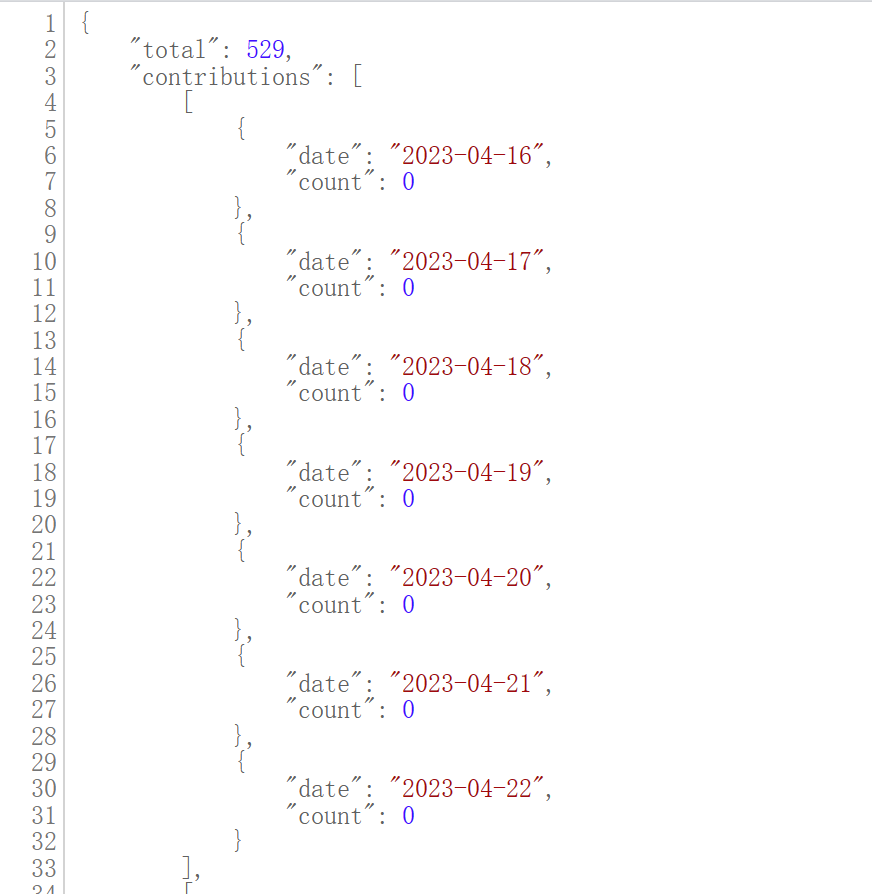 1 {
2     "total": 529,
3     "contributions": [
4         [
5             {
6                 "date": "2023-04-16",
7                 "count": 0
8             },
9             {
10                 "date": "2023-04-17",
11                 "count": 0
12             },
13             {
14                 "date": "2023-04-18",
15                 "count": 0
16             },
17             {
18                 "date": "2023-04-19",
19                 "count": 0
20             },
21             {
22                 "date": "2023-04-20",
23                 "count": 0
24             },
25             {
26                 "date": "2023-04-21",
27                 "count": 0
28             },
29             {
30                 "date": "2023-04-22",
31                 "count": 0
32             }
33         ],
34         [